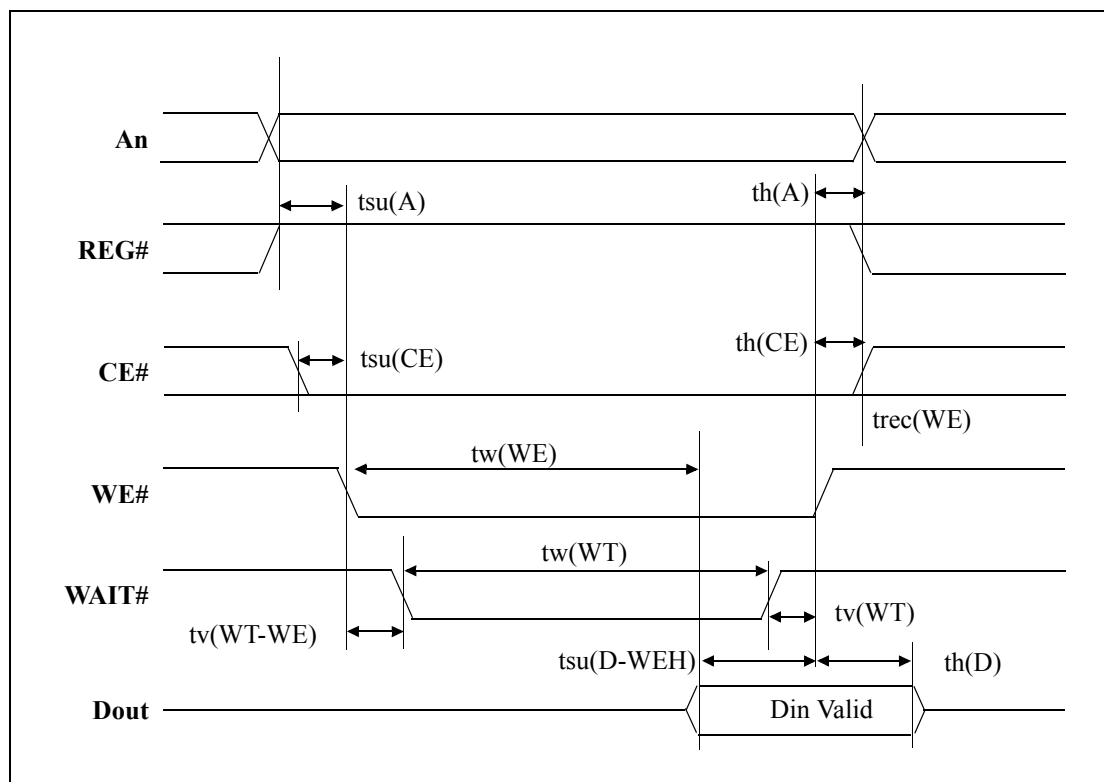 An
tsu(A)
th(A)
REG#
tsu(CE)
th(CE)
CE#
trec(WE)
tw(WE)
WE#
tw(WT)
WAIT#
tv(WT-WE)
tv(WT)
tsu(D-WEH)
th(D)
Dout
Din Valid